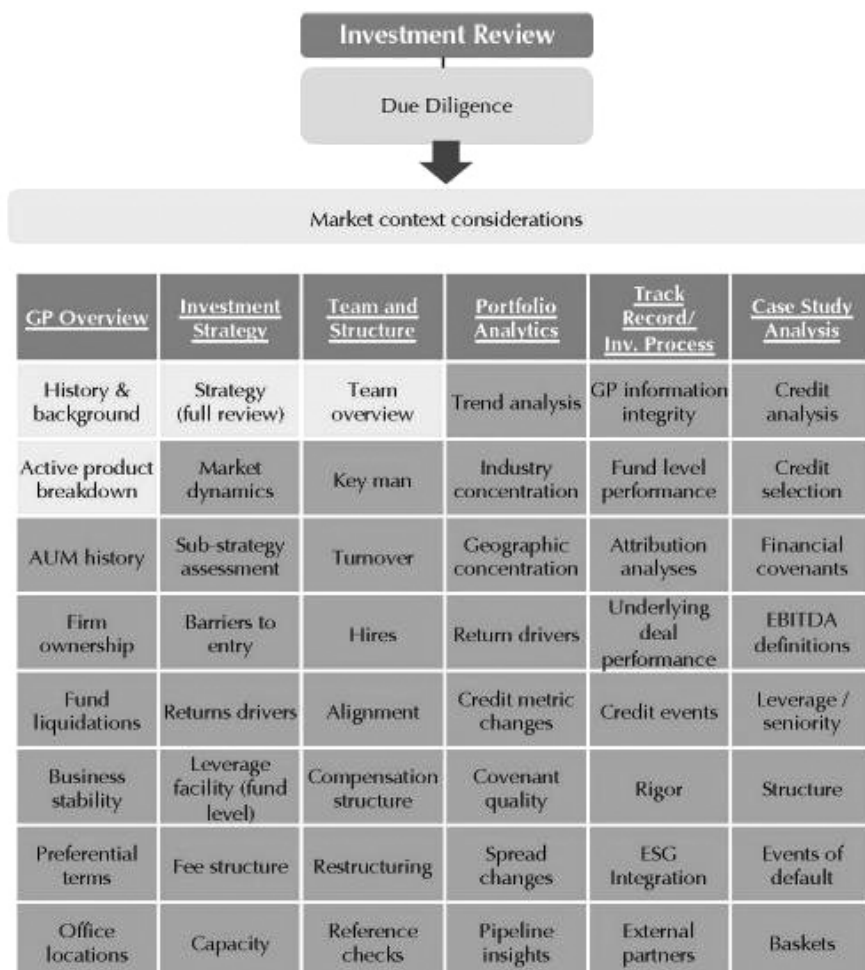 Investment Review
Due Diligence
Market context considerations
GP Overview
Investment
Strategy
Team and
Structure
Portfolio
Analytics
Track
Record/
Inv. Process
Case Study
Analysis
History &
background
Strategy
(full review)
Team
overview
Trend analysis
GP information
integrity
Credit
analysis
Active product
breakdown
Market
dynamics
Key man
Industry
concentration
Fund level
performance
Credit
selection
AUM history
Sub-strategy
assessment
Turnover
Geographic
concentration
Attribution
analyses
Financial
covenants
Firm
ownership
Barriers to
entry
Hires
Return drivers
Underlying
deal
performance
EBITDA
definitions
Fund
liquidations
Returns drivers
Alignment
Credit metric
changes
Credit events
Leverage /
seniority
Business
stability
Leverage
facility (fund
level)
Compensation
structure
Covenant
quality
Rigor
Structure
Preferential
terms
Fee structure
Restructuring
Spread
changes
ESG
Integration
Events of
default
Office
locations
Capacity
Reference
checks
Pipeline
insights
External
partners
Baskets